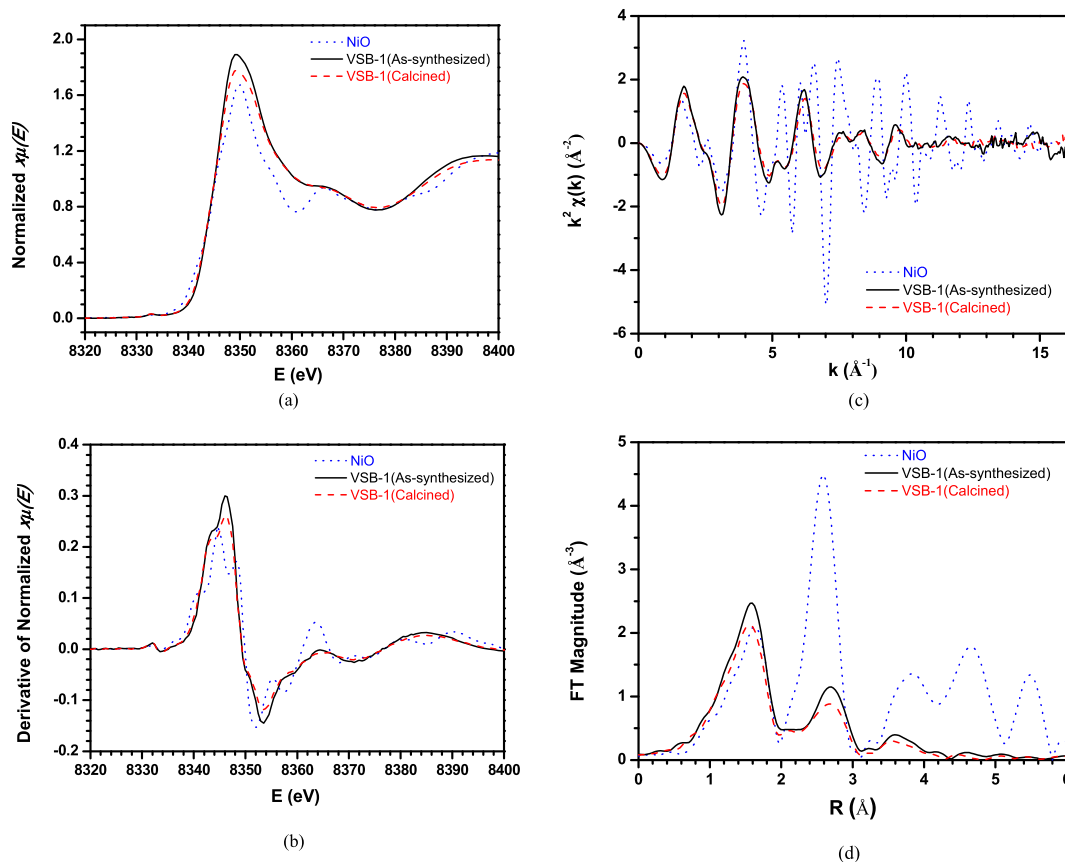 2.0
1.6
1.2
0.8
0.4
0.0
Normalized xμ(E)
NiO
VSB-1(As-synthesized)
VSB-1(Calcined)
8320 8330 8340 8350 8360 8370 8380 8390 8400
E (eV)
(a)
4
2
0
-2
-4
-6
k² χ(k) (Å⁻²)
NiO
VSB-1(As-synthesized)
VSB-1(Calcined)
0 5 10 15
k (Å⁻¹)
(c)
0.4
0.3
0.2
0.1
0.0
-0.1
-0.2
Derivative of Normalized xμ(E)
NiO
VSB-1(As-synthesized)
VSB-1(Calcined)
8320 8330 8340 8350 8360 8370 8380 8390 8400
E (eV)
(b)
5
4
3
2
1
0
FT Magnitude (Å⁻³)
NiO
VSB-1(As-synthesized)
VSB-1(Calcined)
0 1 2 3 4 5 6
R (Å)
(d)